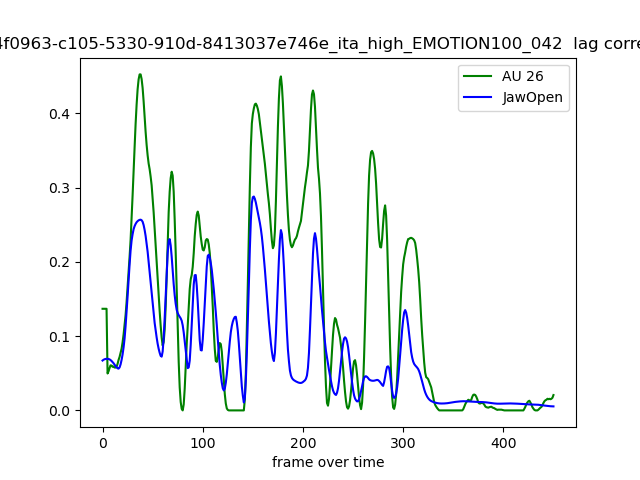 4f0963-c105-5330-910d-8413037e746e_ita_high_EMOTION100_042 lag corre
AU 26
JawOpen
0.4
0.3
0.2
0.1
0.0
0 100 200 300 400
frame over time